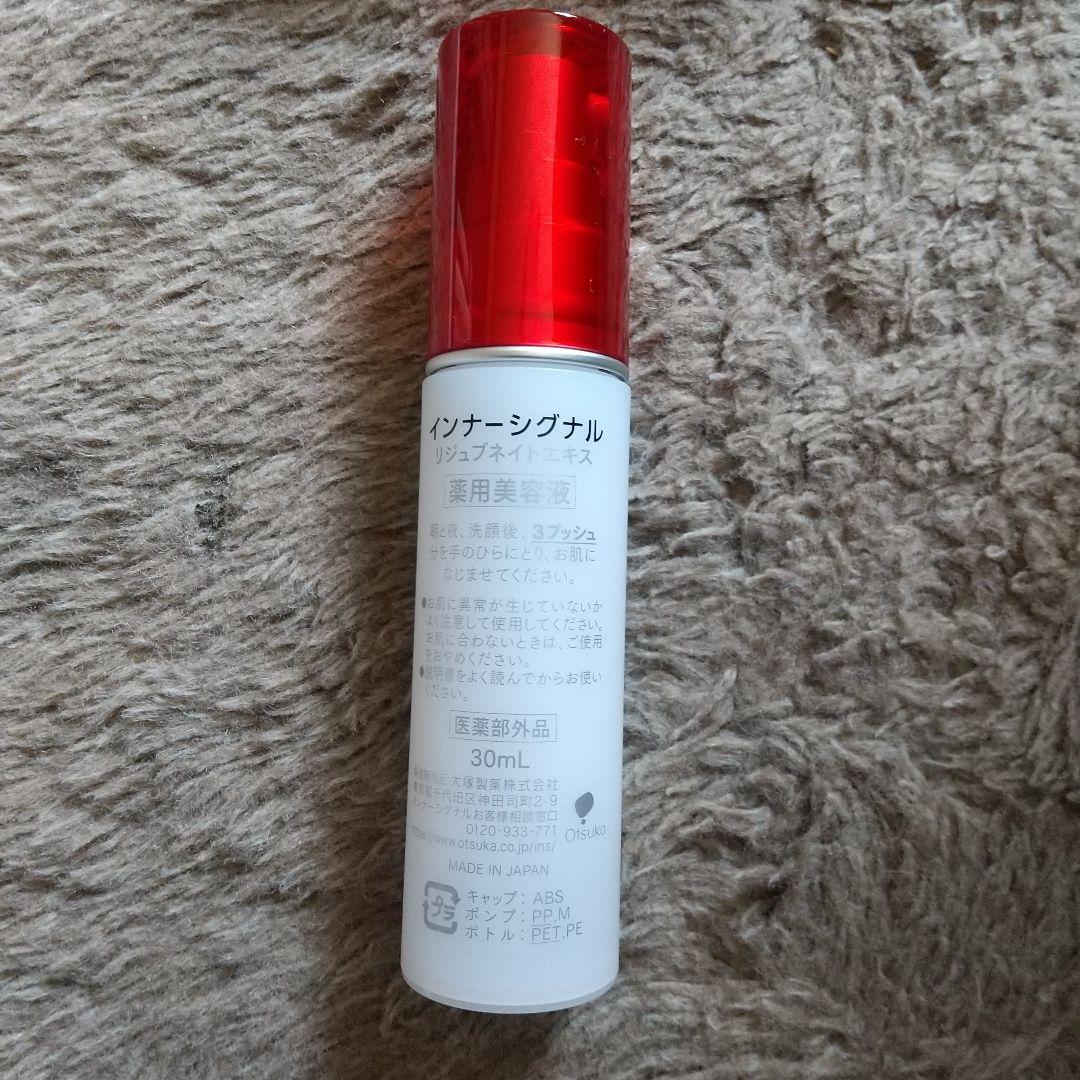 インナーシグナル
リジュブネイトエキス
薬用美容液
朝と夜、洗顔後、3プッシュ
分を手のひらにとり、お肌に
なじませてください。
●お肌に異常が生じていないか
よく注意して使用してください。
お肌に合わないときは、ご使用
をおやめください。
●説明書をよく読んでからお使い
ください。
医薬部外品
30mL
製造販売元:大塚製薬株式会社
東京都千代田区神田司町2-9
インナーシグナルお客様相談窓口
0120-933-771
https://www.otsuka.co.jp/ins/
Otsuka
MADE IN JAPAN
プラ
キャップ: ABS
ポンプ: PP,M
ボトル: PET,PE